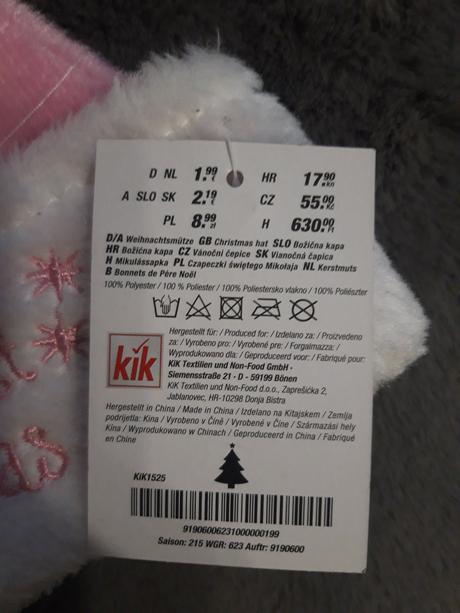 D NL 1.99 € HR 17.90 kn
A SLO SK 2.19 € CZ 55.00 Kč
PL 8.99 zł H 630.00 Ft
D/A Weihnachtsmütze GB Christmas hat SLO Božična kapa
HR Božićna kapa CZ Vánoční čepice SK Vianočná čapica
H Mikulássapka PL Czapeczki świętego Mikołaja NL Kerstmuts
B Bonnets de Père Noël
100% Polyester / 100 % Polyester / 100% Poliestersko vlakno / 100% Poliészter
kik
Hergestellt für: / Produced for: / Izdelano za: / Proizvedeno
za: / Vyrobeno pro: / Vyrobené pre: / Forgalmazza: /
Wyprodukowano dla: / Geproduceerd voor: / Fabriqué pour:
KiK Textilien und Non-Food GmbH ·
Siemensstraße 21 · D - 59199 Bönen
KiK Textilien und Non-Food d.o.o., Zaprešička 2,
Jablanovec, HR-10298 Donja Bistra
Hergestellt in China / Made in China / Izdelano na Kitajskem / Zemlja
podrijetla: Kina / Vyrobeno v Číně / Vyrobené v Číne / Származási hely
Kína / Wyprodukowano w Chinach / Geproduceerd in China / Fabriqué
en Chine
KiK1525
91906006231000000199
Saison: 215 WGR: 623 Auftr: 9190600
as